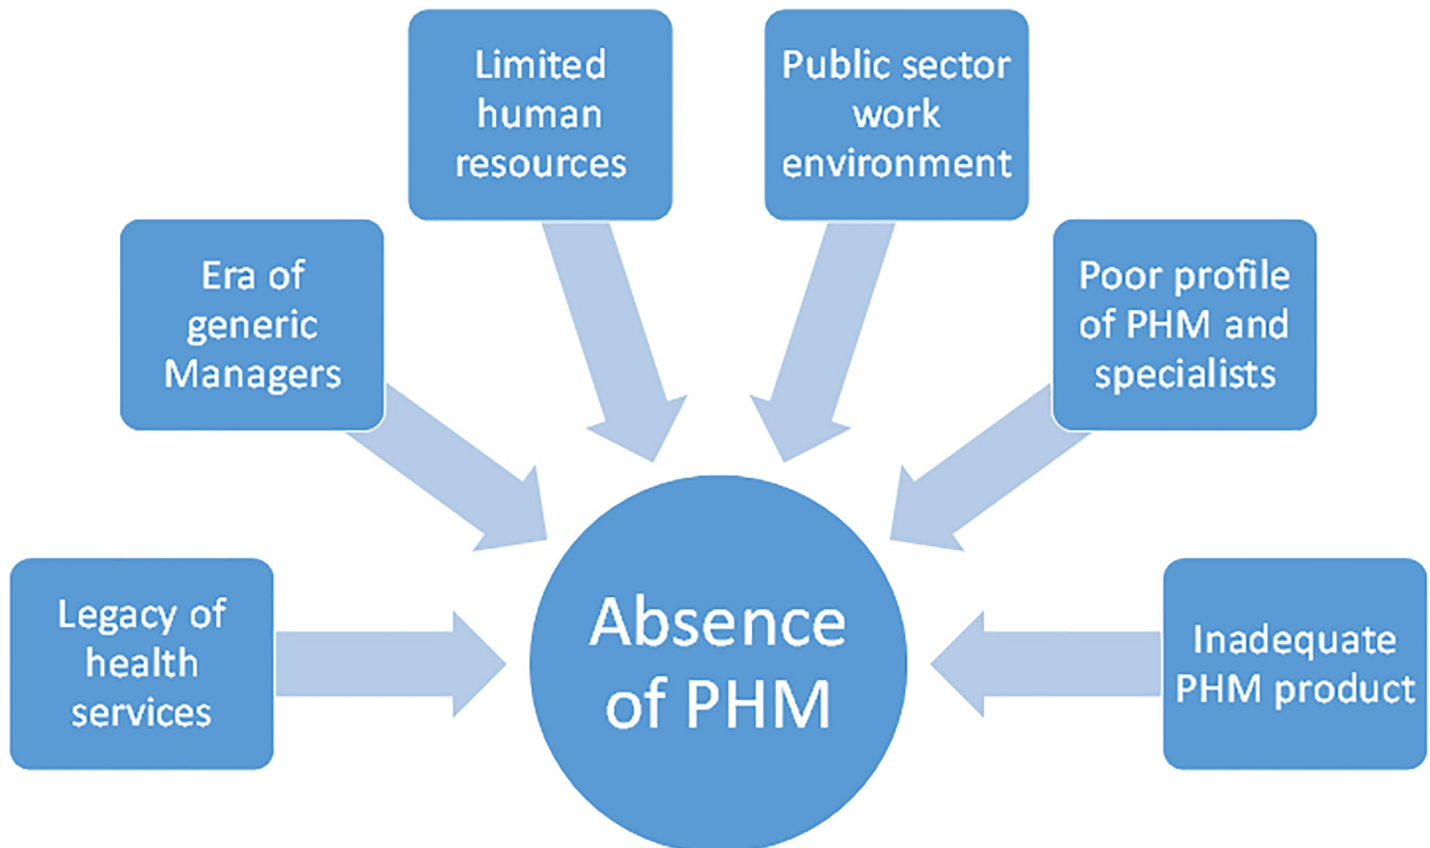 Limited
human
resources
Public sector
work
environment
Era of
generic
Managers
Poor profile
of PHM and
specialists
Legacy of
health
services
Absence
of PHM
Inadequate
PHM product